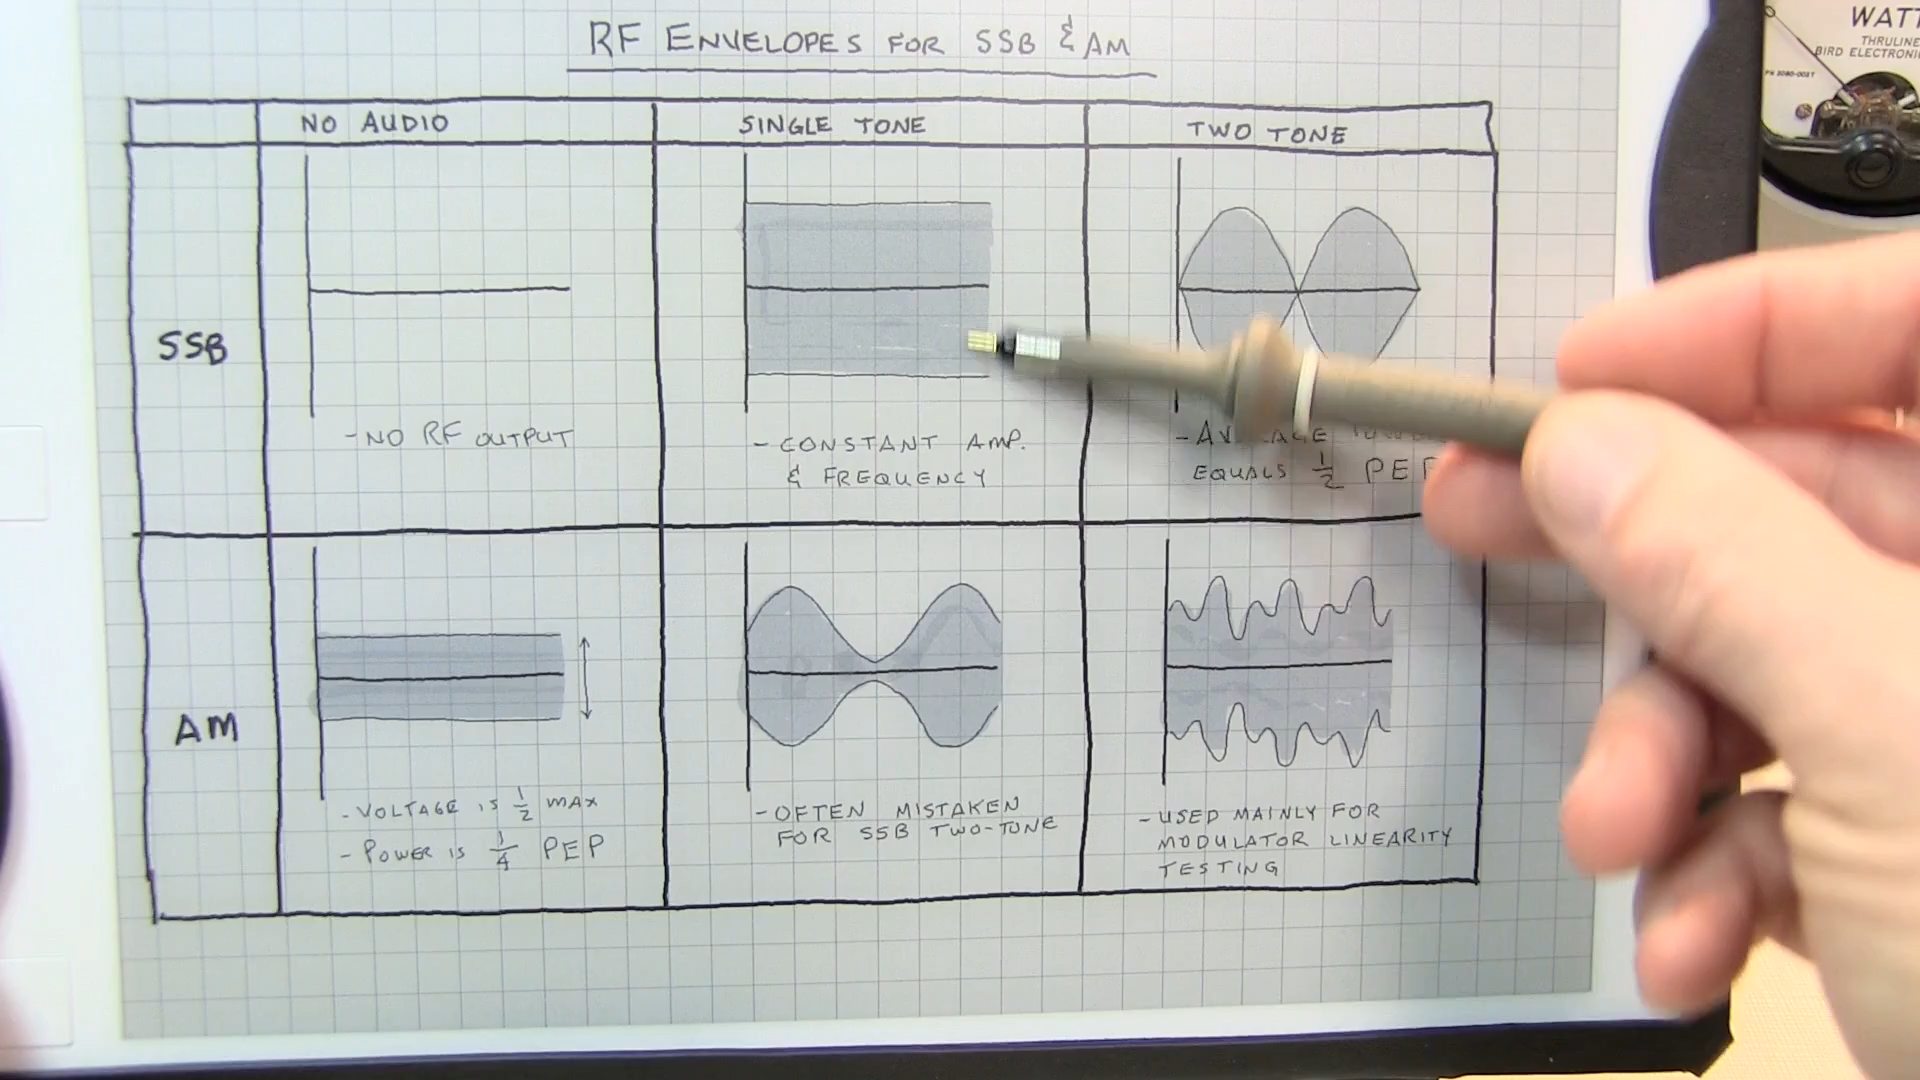 RF ENVELOPES FOR SSB & AM
NO AUDIO
SINGLE TONE
TWO TONE
SSB
- NO RF OUTPUT
- CONSTANT AMP.
& FREQUENCY
EQUALS 1/2 PEP
AM
- VOLTAGE IS 1/2 MAX
- POWER IS 1/4 PEP
- OFTEN MISTAKEN
FOR SSB TWO-TONE
- USED MAINLY FOR
MODULATOR LINEARITY
TESTING
WATT
THRULINE
BIRD ELECTRONI